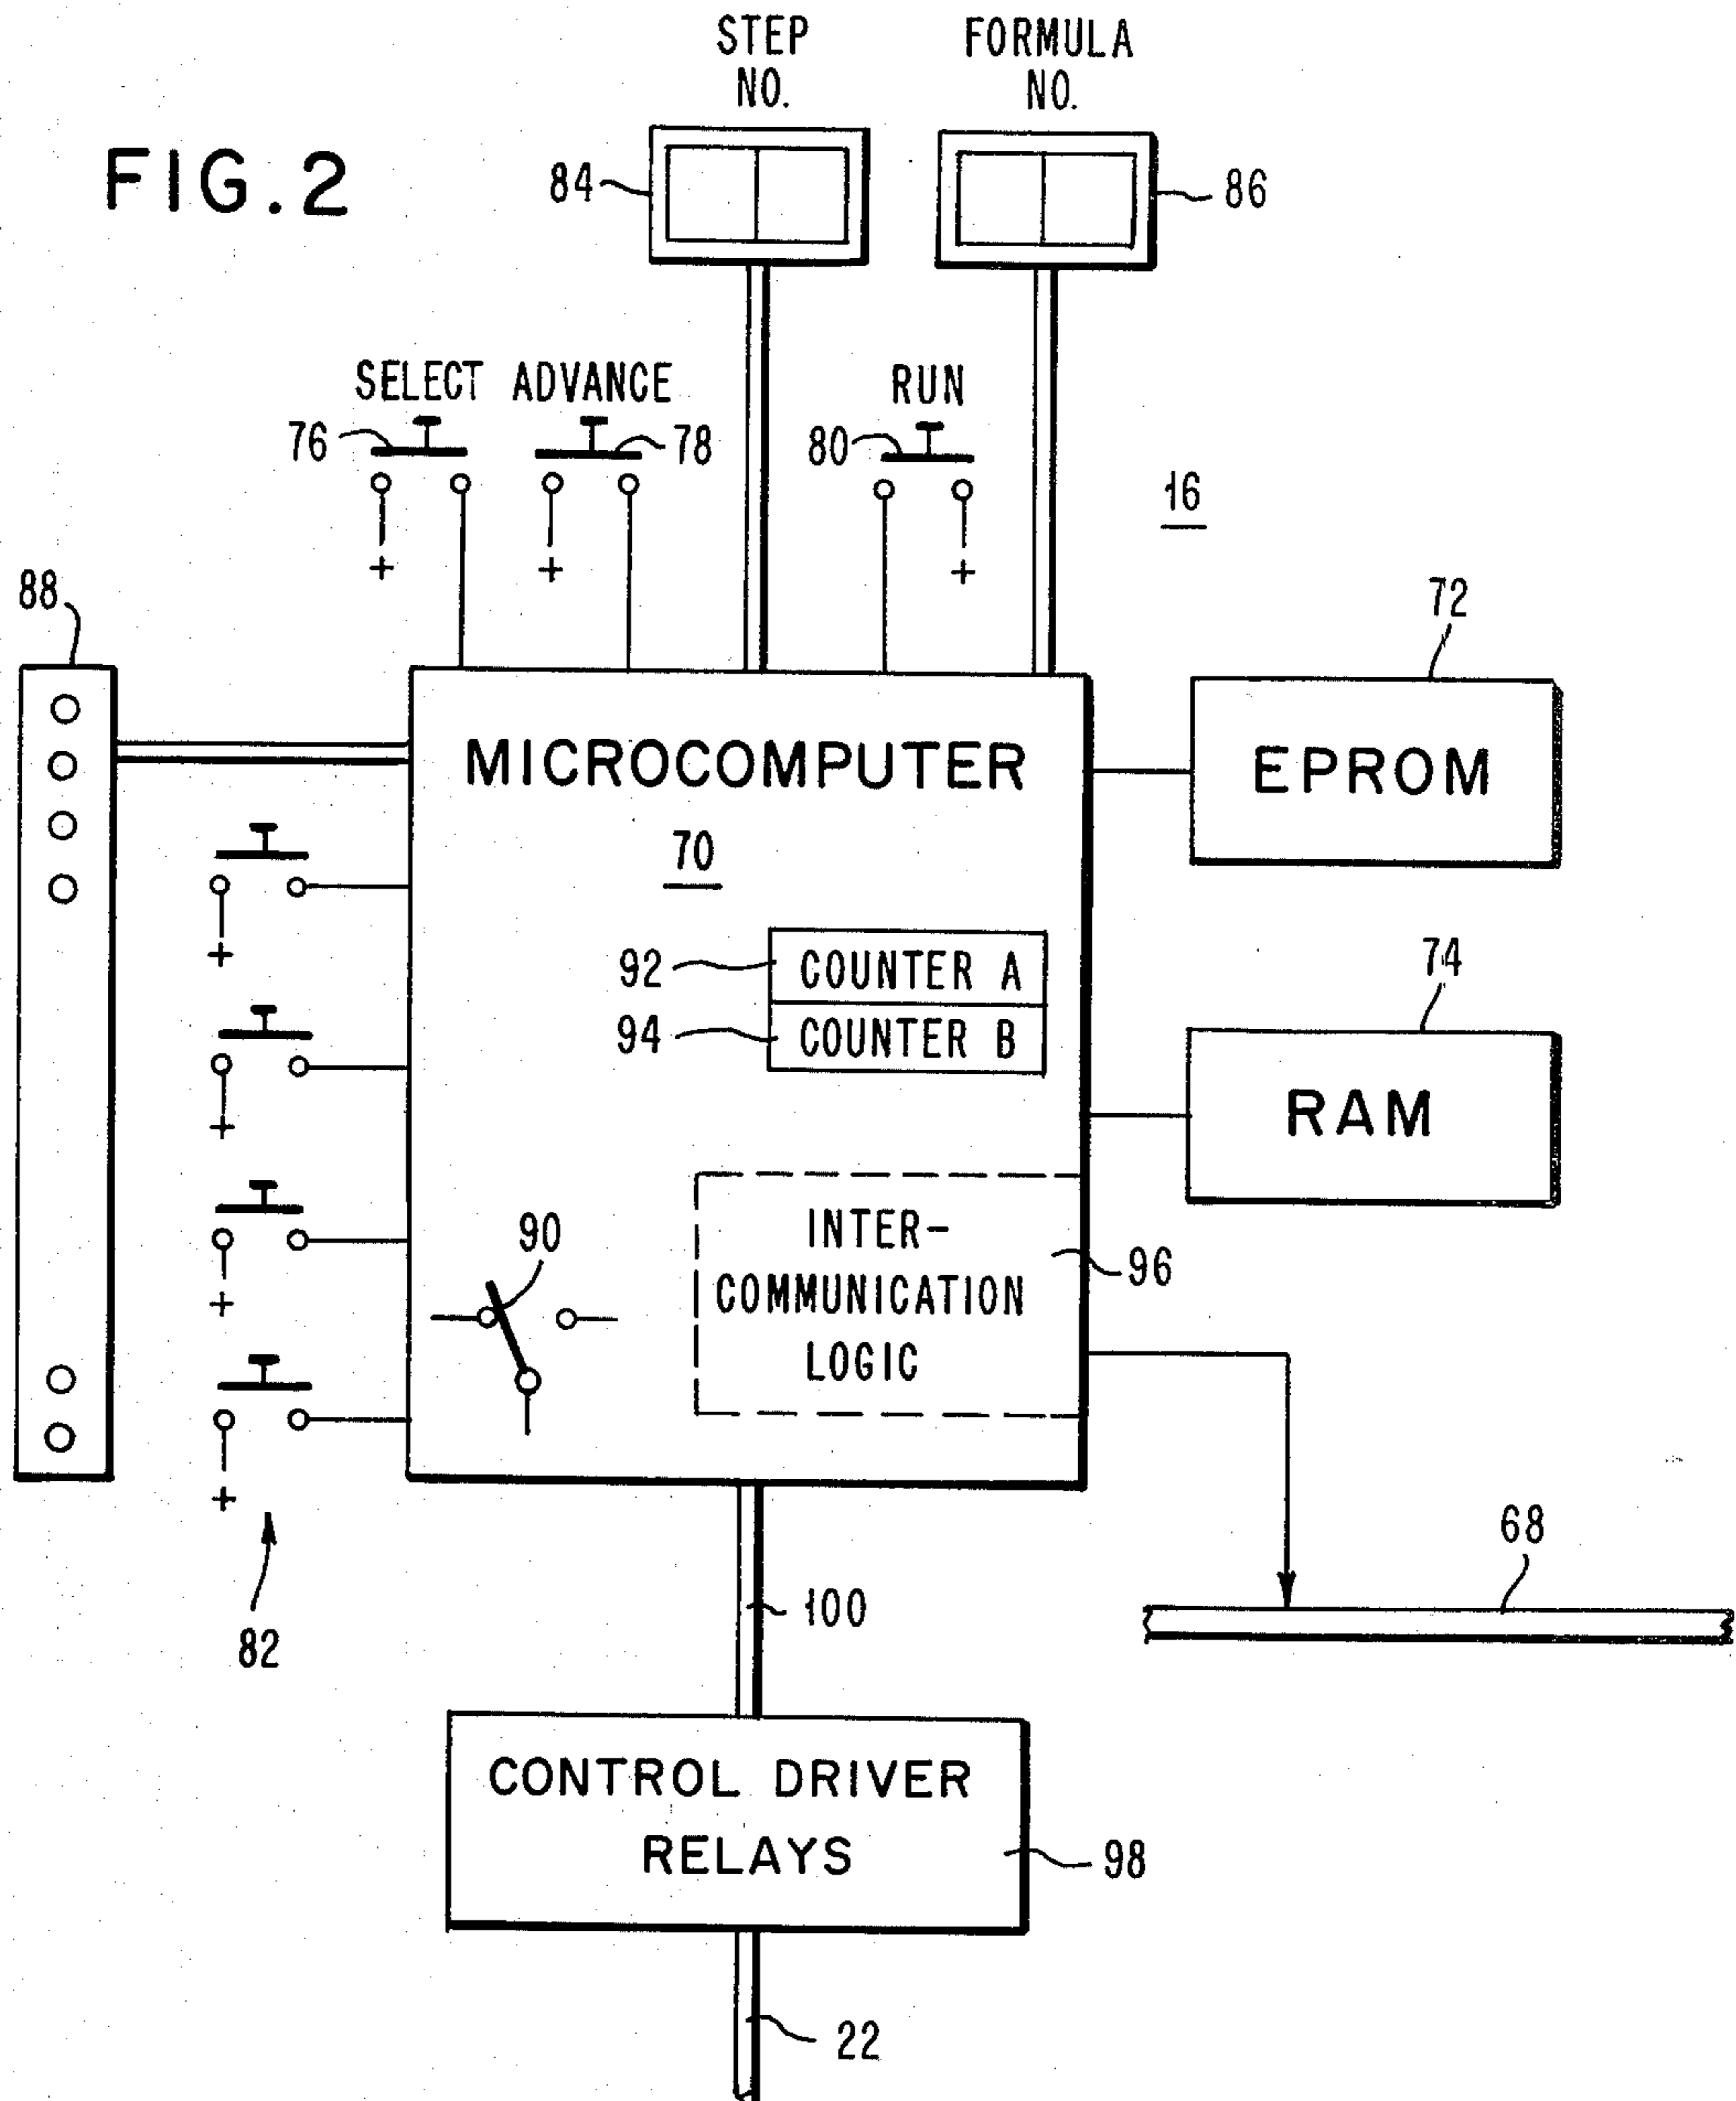 FIG.2
STEP
NO.
FORMULA
NO.
84
86
SELECT ADVANCE
RUN
76
78
80
16
88
72
MICROCOMPUTER
EPROM
70
+
+
+
+
+
+
+
92
COUNTER A
94
COUNTER B
74
RAM
90
INTER-
COMMUNICATION
LOGIC
96
82
100
68
CONTROL DRIVER
RELAYS
98
22